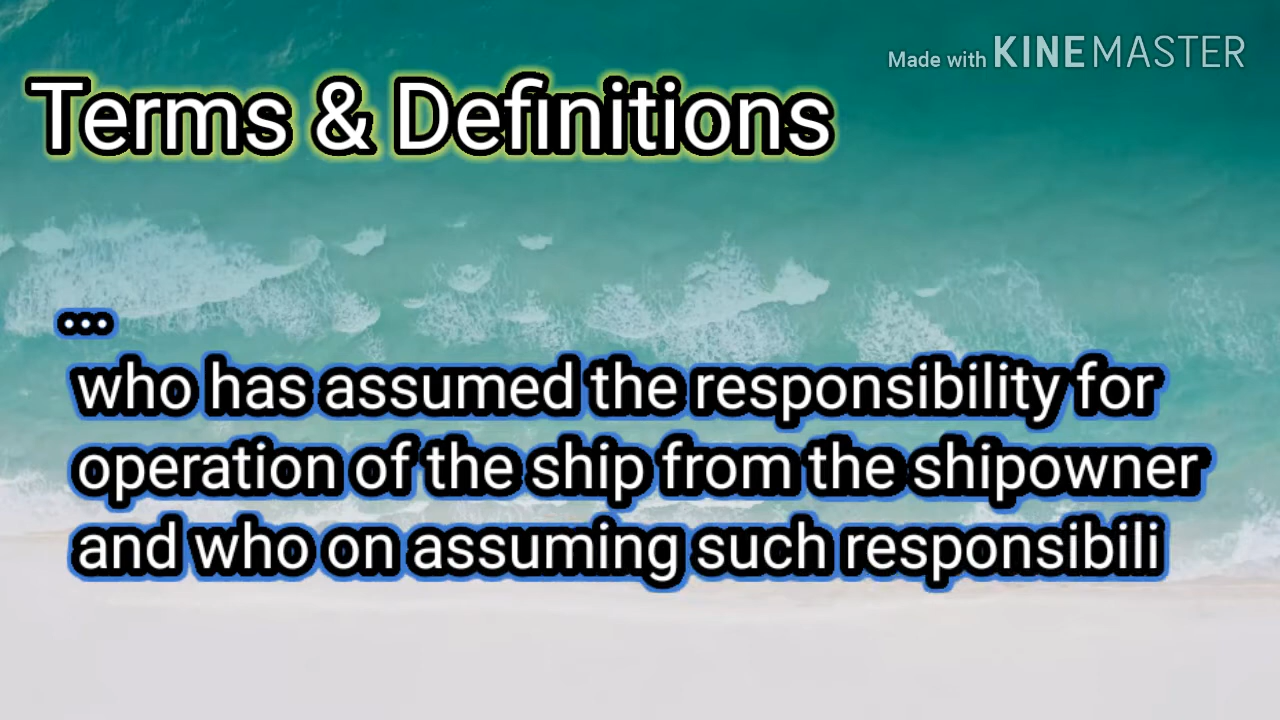 Made with KINEMASTER
Terms & Definitions
...
who has assumed the responsibility for
operation of the ship from the shipowner
and who on assuming such responsibili